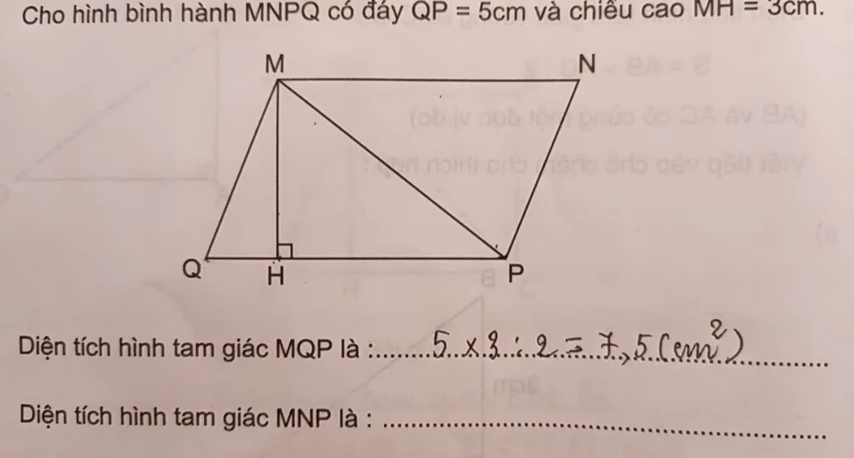 Cho hình bình hành MNPQ có đáy QP = 5cm và chiều cao MH = 3cm.
M N
Q H P
Diện tích hình tam giác MQP là :........5 x 3 : 2 = 7,5 (cm²)............
Diện tích hình tam giác MNP là : ............................................................